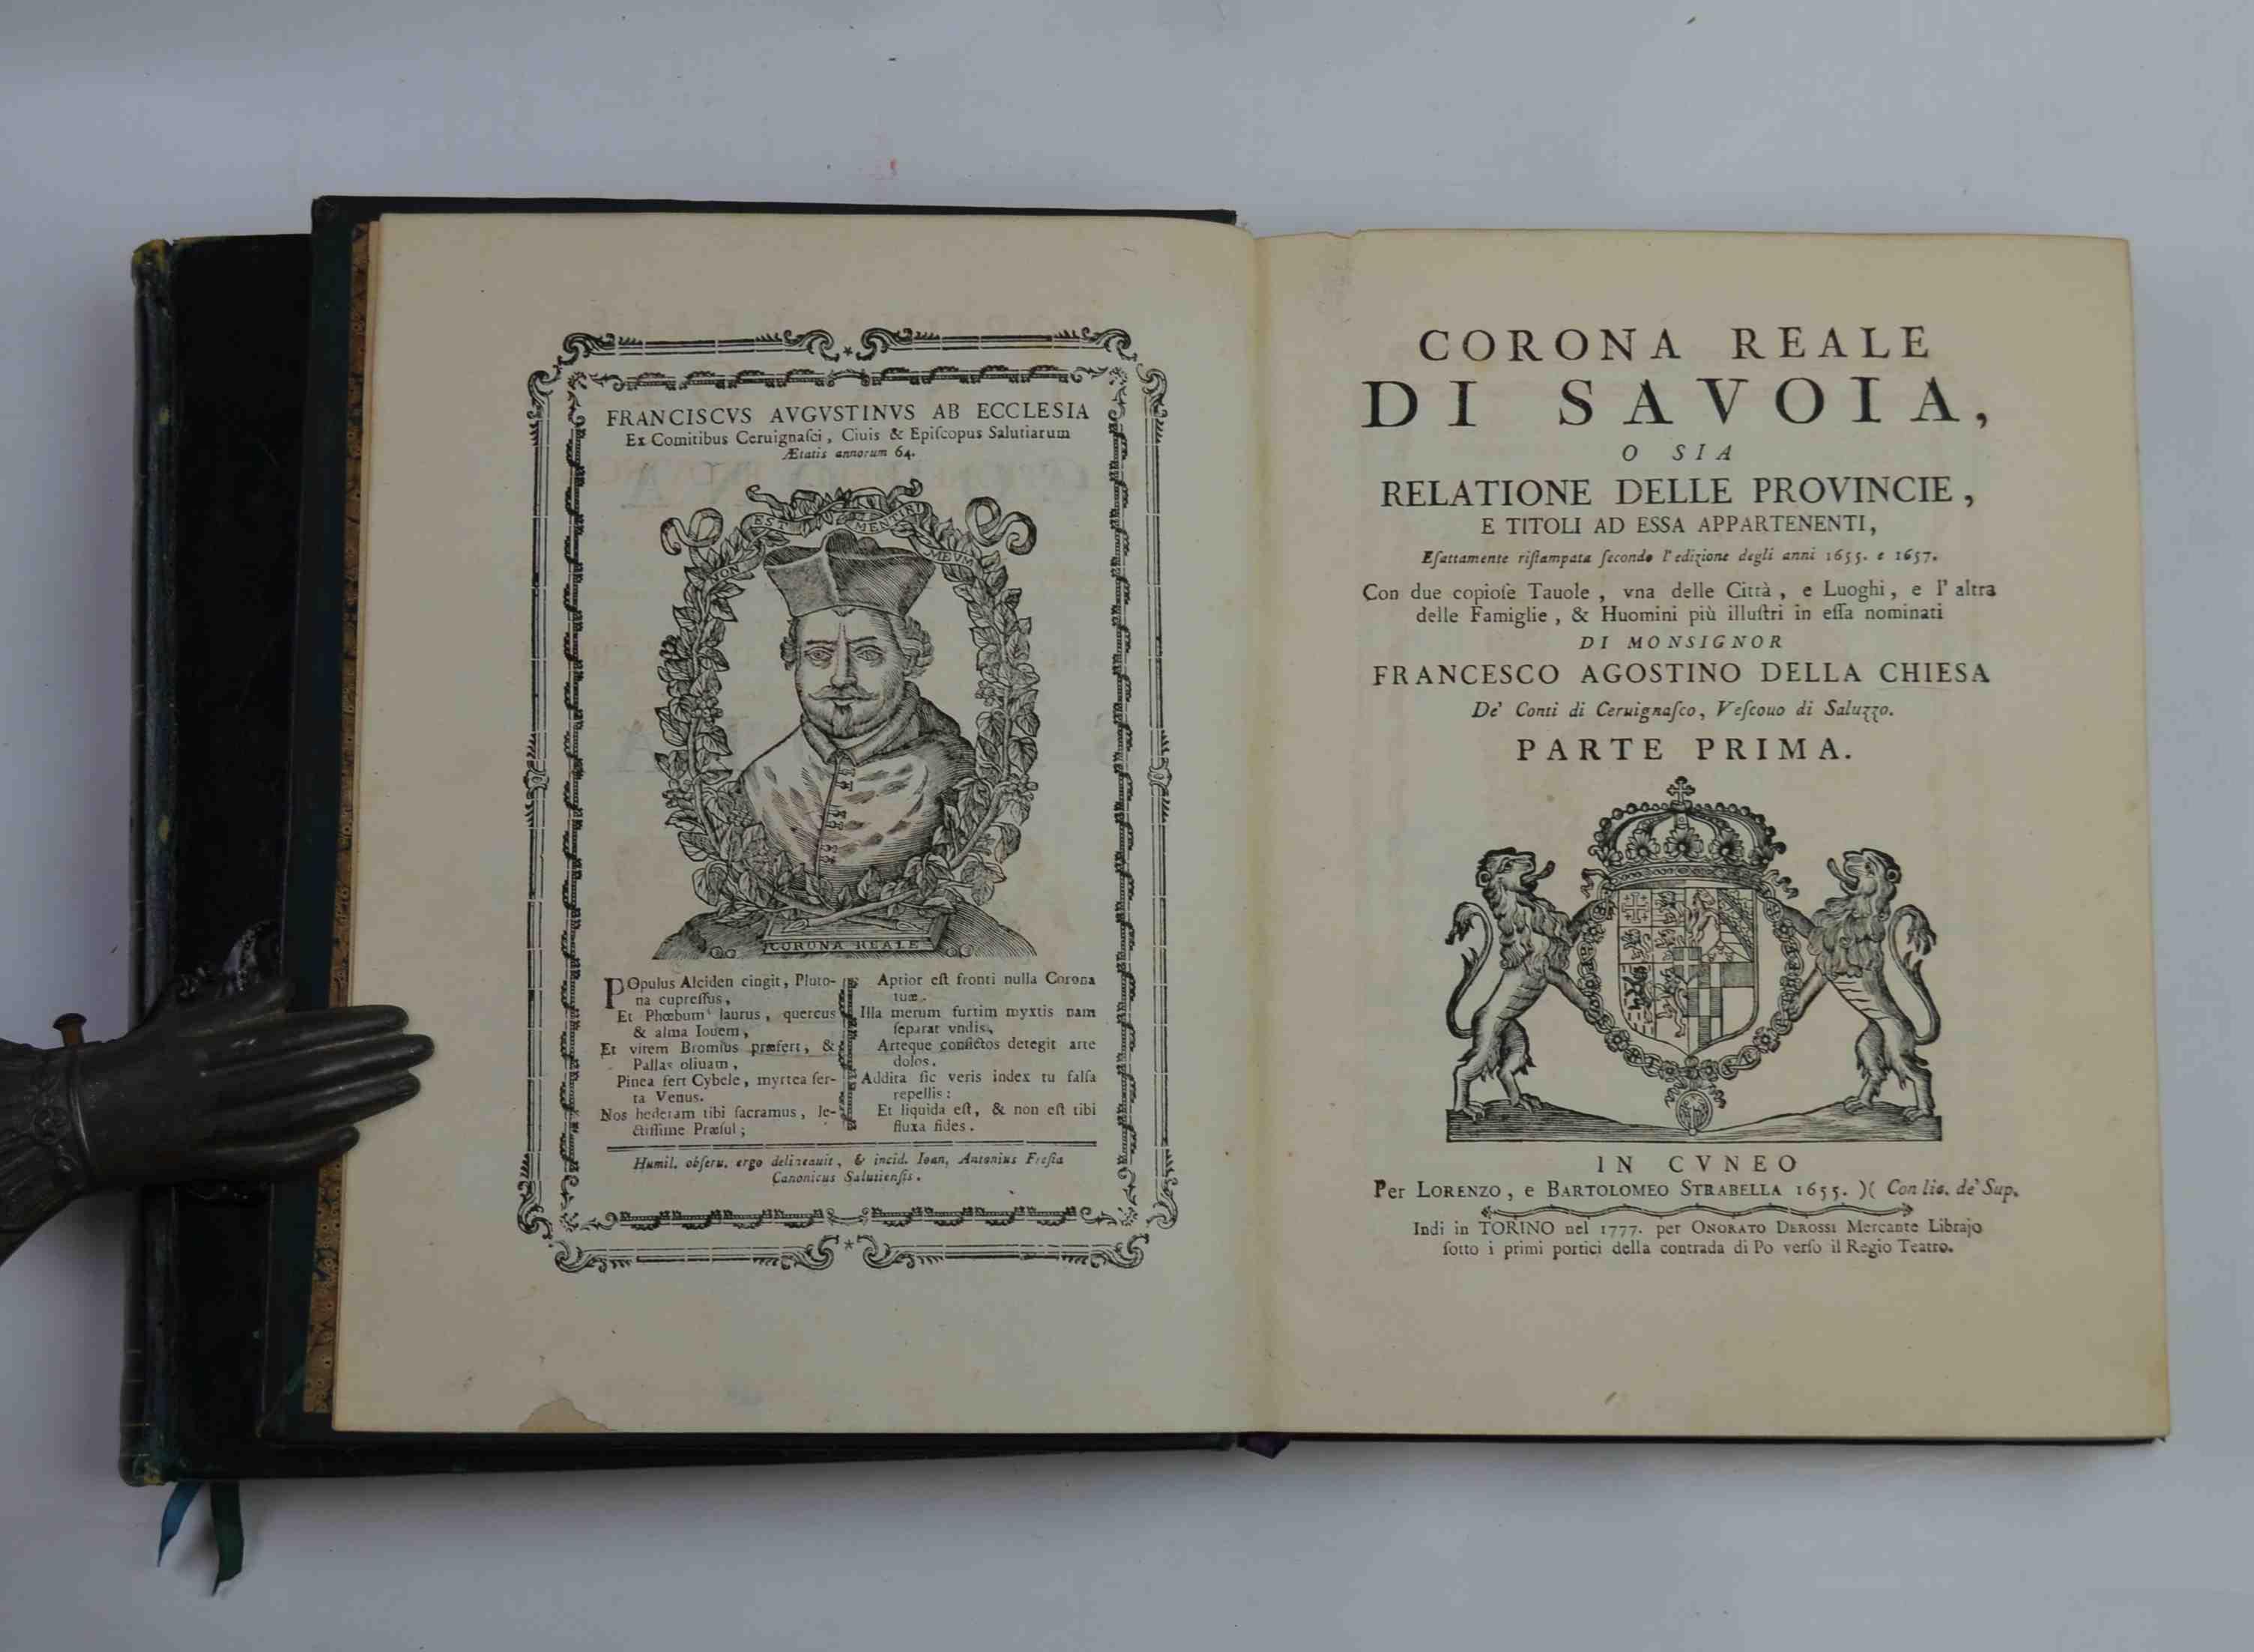 FRANCISCVS AVGVSTINVS AB ECCLESIA
Ex Comitibus Ceruignaſci, Ciuis & Epiſcopus Salutiarum
Ætatis annorum 64.
NON EST MENTIRI MEVM
CORONA REALE
POpulus Alciden cingit, Pluto-
na cupreſſus,
Et Phœbum laurus, quercus
& alma Iouem,
Et vitem Bromius præfert, &
Pallas oliuam,
Pinea fert Cybele, myrtea ſer-
ta Venus.
Nos hederam tibi ſacramus, le-
ctiſſime Præſul;
Aptior eſt fronti nulla Corona
tuæ.
Illa merum furtim myxtis nam
ſeparat vndis,
Arteque conſictos detegit arte
dolos.
Addita ſic veris index tu falſa
repellis:
Et liquida eſt, & non eſt tibi
fluxa fides.
Humil. obſeru. ergo delineauit, & incid. Ioan. Antonius Freſia
Canonicus Salutienſis.
CORONA REALE
DI SAVOIA,
O SIA
RELATIONE DELLE PROVINCIE,
E TITOLI AD ESSA APPARTENENTI,
Eſattamente riſtampata ſecondo l'edizione degli anni 1655. e 1657.
Con due copioſe Tauole, vna delle Città, e Luoghi, e l'altra
delle Famiglie, & Huomini più illuſtri in eſſa nominati
DI MONSIGNOR
FRANCESCO AGOSTINO DELLA CHIESA
De' Conti di Ceruignaſco, Veſcouo di Saluzzo.
PARTE PRIMA.
IN CVNEO
Per LORENZO, e BARTOLOMEO STRABELLA 1655. )( Con lic. de' Sup.
Indi in TORINO nel 1777. per ONORATO DEROSSI Mercante Librajo
ſotto i primi portici della contrada di Po verſo il Regio Teatro.